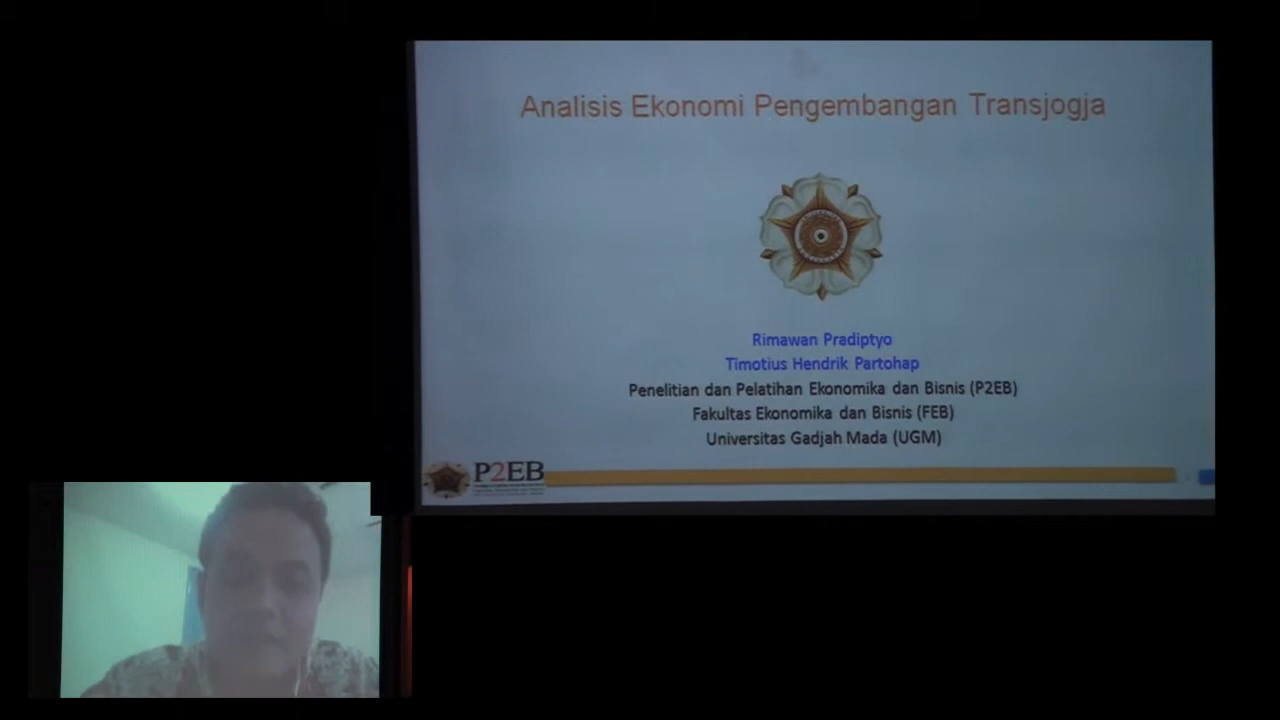 Analisis Ekonomi Pengembangan Transjogja
Rimawan Pradiptyo
Timotius Hendrik Partohap
Penelitian dan Pelatihan Ekonomika dan Bisnis (P2EB)
Fakultas Ekonomika dan Bisnis (FEB)
Universitas Gadjah Mada (UGM)
P2EB